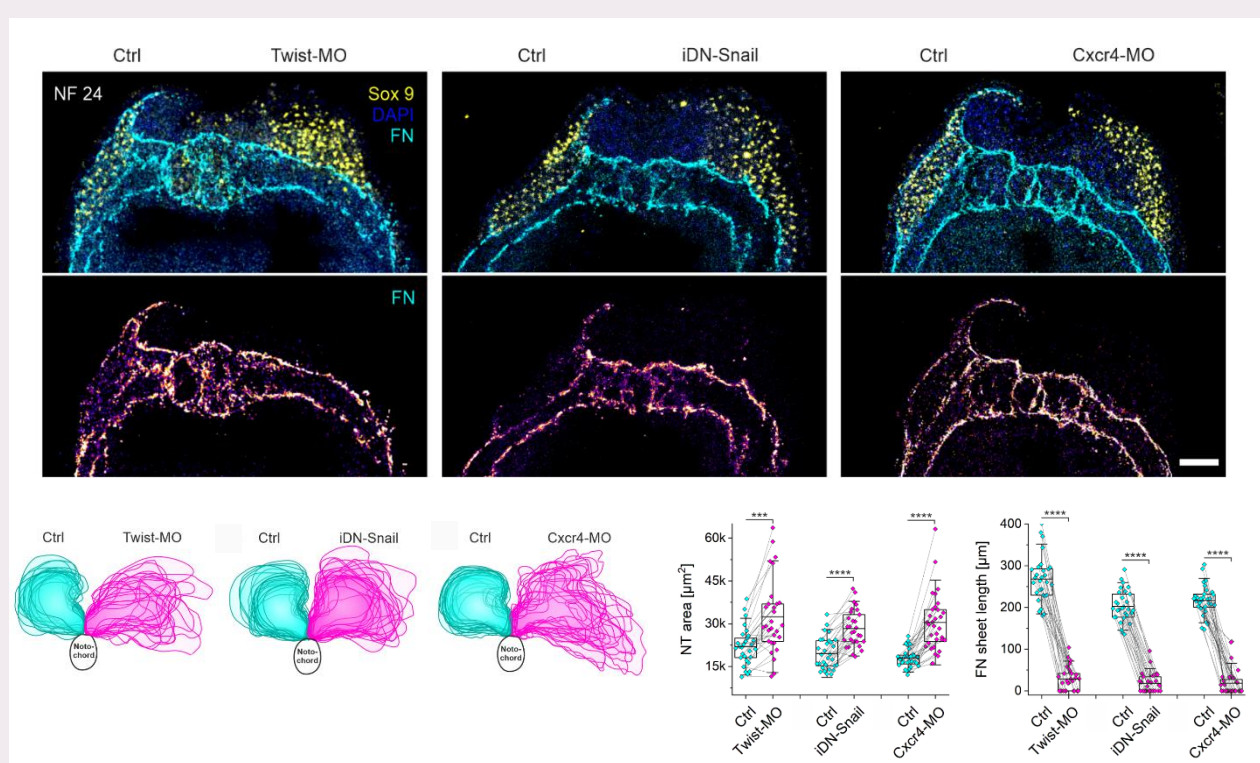 Ctrl Twist-MO Ctrl iDN-Snail Ctrl Cxcr4-MO
NF 24 Sox 9
DAPI
FN
FN
Ctrl Twist-MO Ctrl iDN-Snail Ctrl Cxcr4-MO
Noto-
chord
Noto-
chord
Noto-
chord
NT area [µm²]
60k
45k
30k
15k
*** **** ****
Ctrl
Twist-MO
Ctrl
iDN-Snail
Ctrl
Cxcr4-MO
FN sheet length [µm]
400
300
200
100
0
**** **** ****
Ctrl
Twist-MO
Ctrl
iDN-Snail
Ctrl
Cxcr4-MO